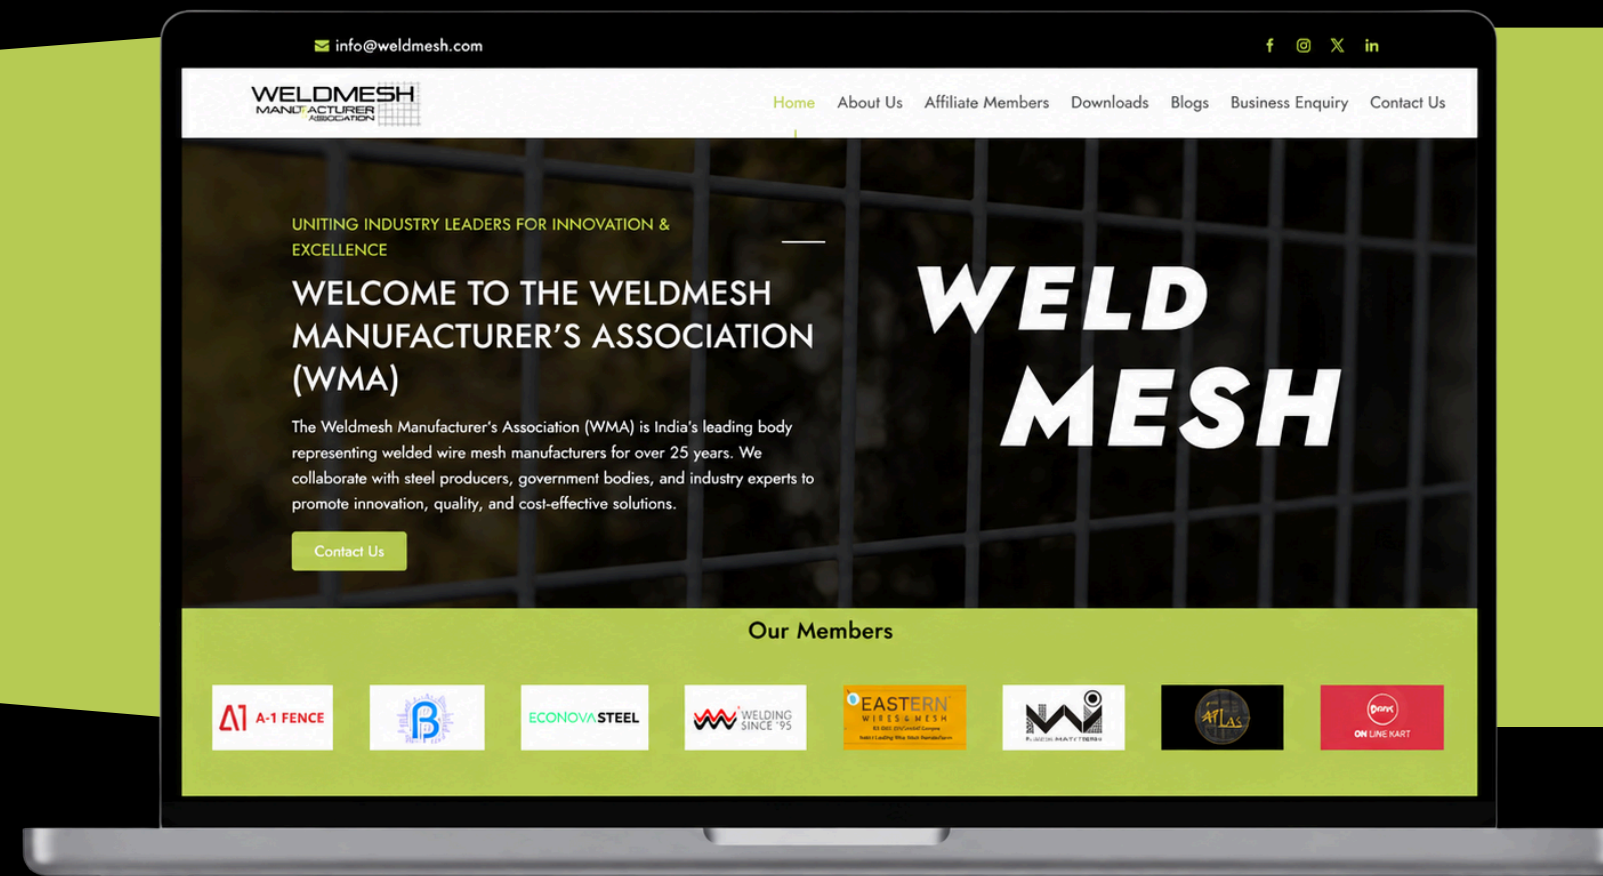 info@weldmesh.com
WELDMESH
MANUFACTURER
ASSOCIATION
Home About Us Affiliate Members Downloads Blogs Business Enquiry Contact Us
UNITING INDUSTRY LEADERS FOR INNOVATION &
EXCELLENCE
WELCOME TO THE WELDMESH
MANUFACTURER’S ASSOCIATION
(WMA)
The Weldmesh Manufacturer’s Association (WMA) is India’s leading body
representing welded wire mesh manufacturers for over 25 years. We
collaborate with steel producers, government bodies, and industry experts to
promote innovation, quality, and cost-effective solutions.
Contact Us
WELD
MESH
Our Members
A1 A-1 FENCE
B
ECONOVASTEEL
WELDING
SINCE '95
EASTERN
WIRES & MESH
ATLAS
ON LINE KART